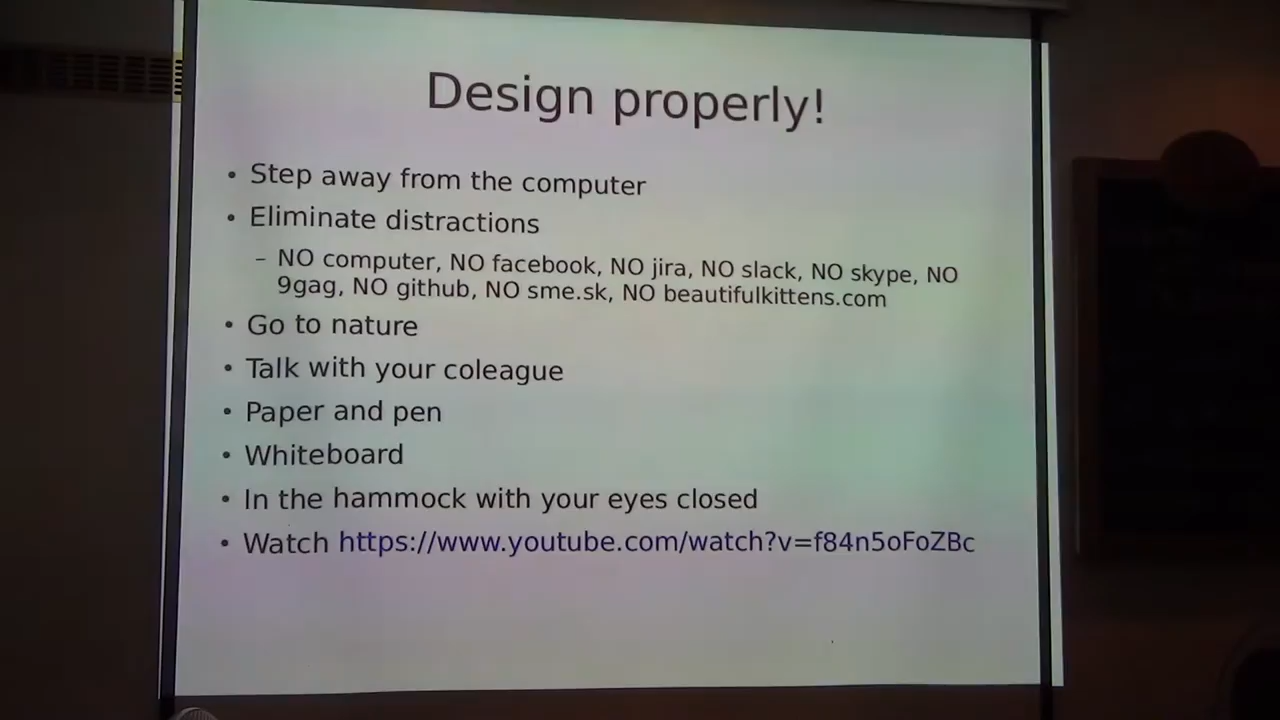 Design properly!
• Step away from the computer
• Eliminate distractions
– NO computer, NO facebook, NO jira, NO slack, NO skype, NO
9gag, NO github, NO sme.sk, NO beautifulkittens.com
• Go to nature
• Talk with your coleague
• Paper and pen
• Whiteboard
• In the hammock with your eyes closed
• Watch https://www.youtube.com/watch?v=f84n5oFoZBc